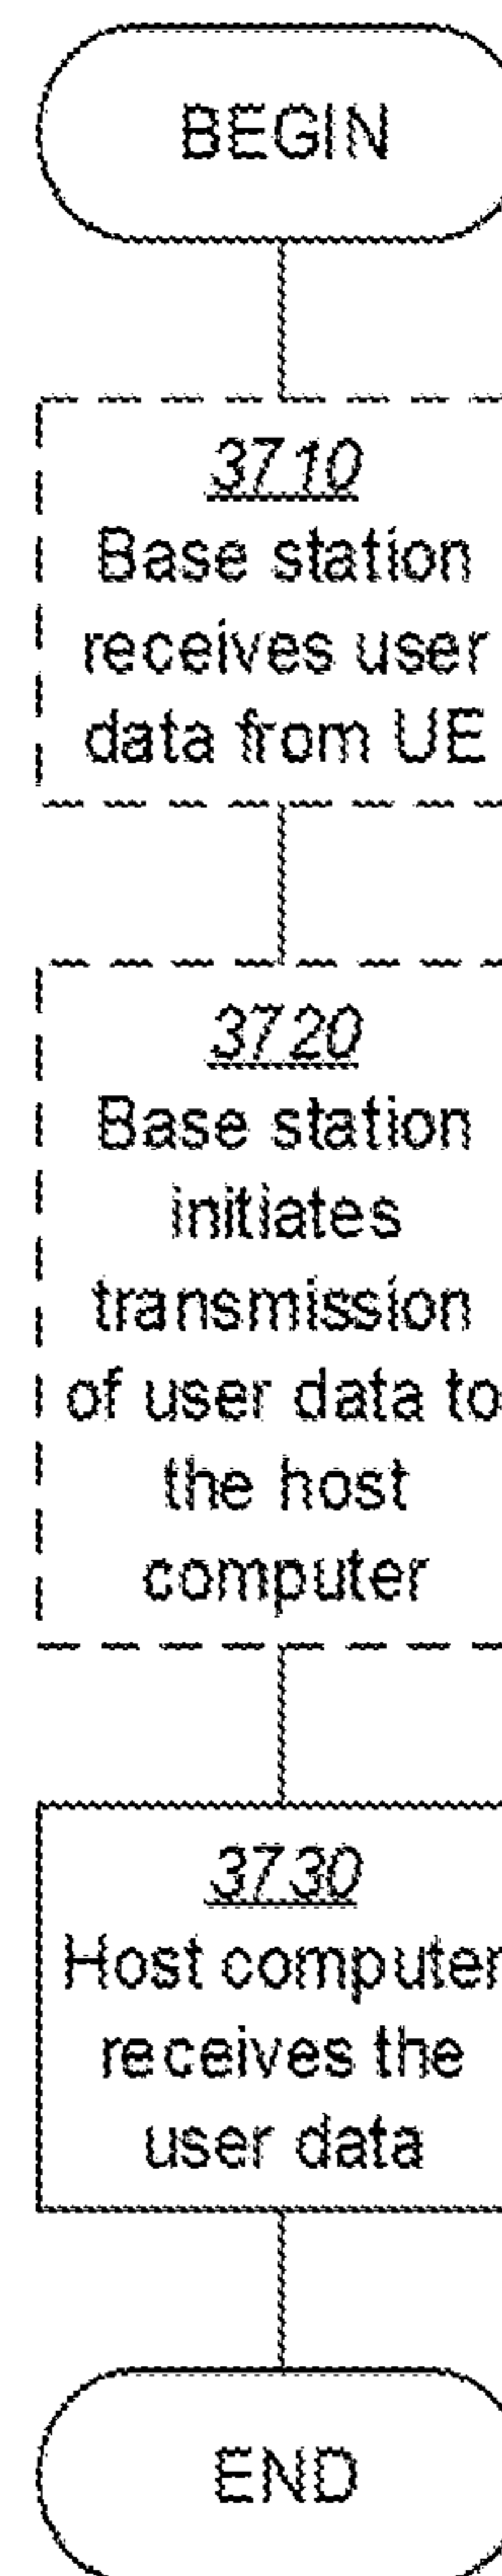 BEGIN
3710
Base station
receives user
data from UE
3720
Base station
initiates
transmission
of user data to
the host
computer
3730
Host computer
receives the
user data
END